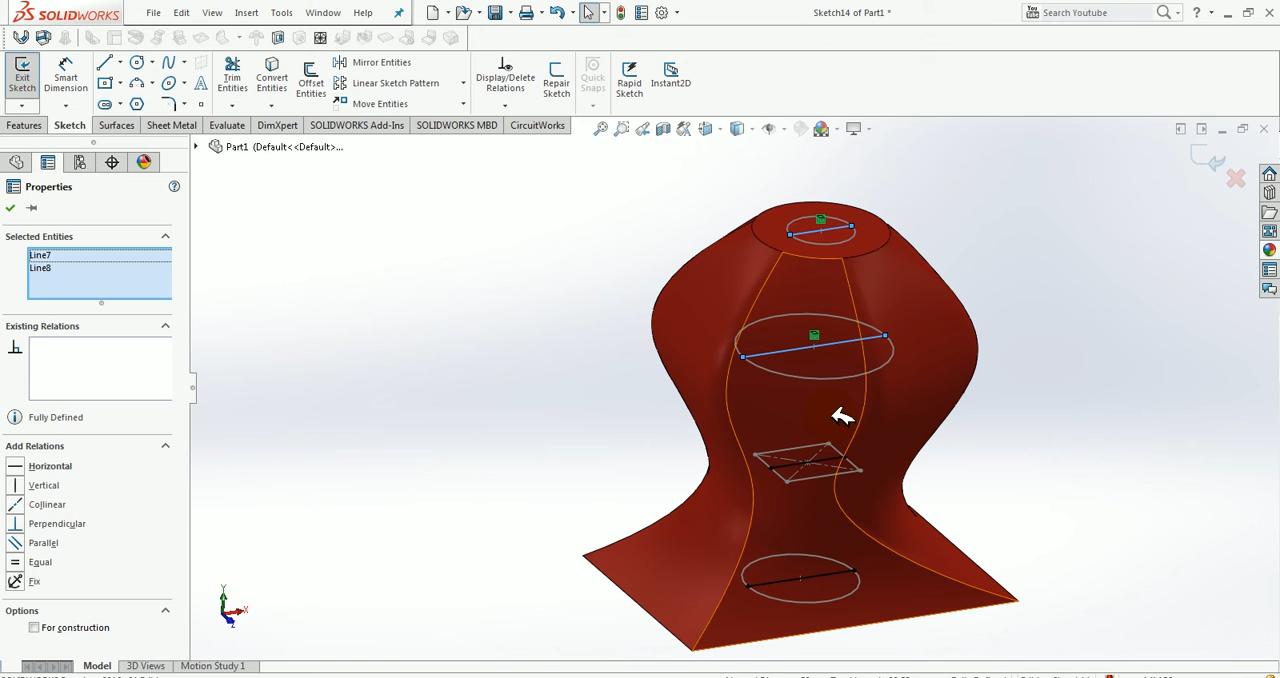 SOLIDWORKS File Edit View Insert Tools Window Help Sketch14 of Part1 * Search Youtube
Exit Sketch
Smart Dimension
Trim Entities
Convert Entities
Offset Entities
Mirror Entities
Linear Sketch Pattern
Move Entities
Display/Delete Relations
Repair Sketch
Quick Snaps
Rapid Sketch
Instant2D
Features Sketch Surfaces Sheet Metal Evaluate DimXpert SOLIDWORKS Add-Ins SOLIDWORKS MBD CircuitWorks
Part1 (Default<<Default>...
Properties
Selected Entities
Line7
Line8
Existing Relations
Fully Defined
Add Relations
Horizontal
Vertical
Collinear
Perpendicular
Parallel
Equal
Fix
Options
For construction
Y
X
Z
Model 3D Views Motion Study 1